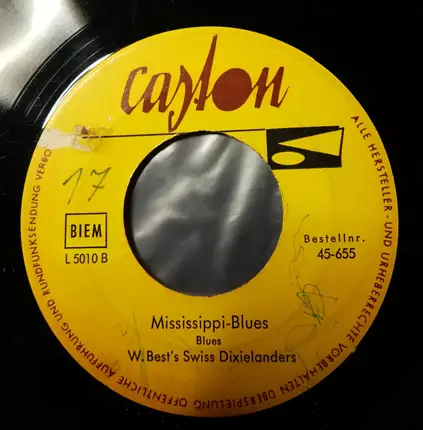 caston
17
BIEM
L 5010 B
Bestellnr.
45-655
Mississippi-Blues
Blues
W. Best's Swiss Dixielanders
ALLE HERSTELLER- UND URHEBERRECHTE VORBEHALTEN ÜBERSPIELUNG ÖFFENTLICHE AUFFÜHRUNG UND RUNDFUNKSENDUNG VERBO